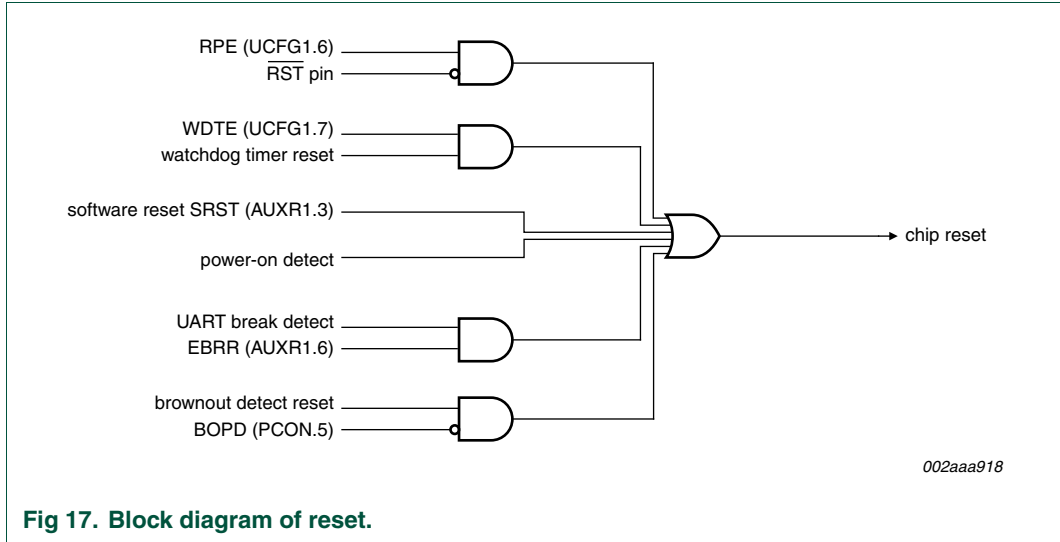 RPE (UCFG1.6)
RST pin
WDTE (UCFG1.7)
watchdog timer reset
software reset SRST (AUXR1.3)
power-on detect
UART break detect
EBRR (AUXR1.6)
brownout detect reset
BOPD (PCON.5)
chip reset
002aaa918
Fig 17. Block diagram of reset.